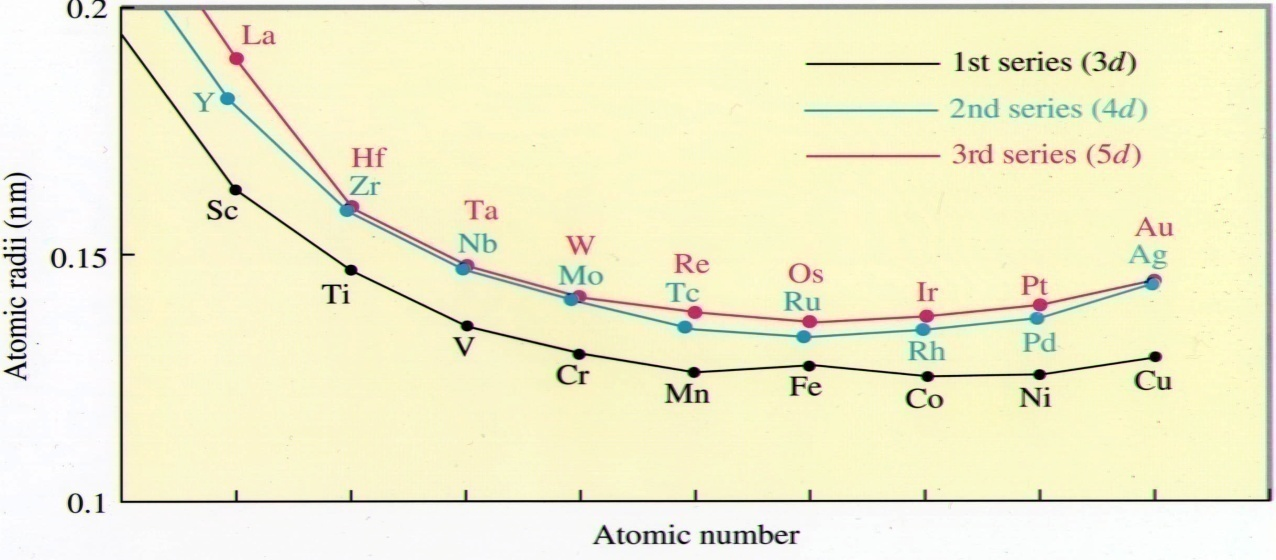 0.2
La
1st series (3d)
Y
2nd series (4d)
Hf
3rd series (5d)
Zr
Sc
Ta
Au
Nb
W
Ag
0.15
Re
Os
Mo
Ir
Pt
Tc
Ru
Ti
V
Rh
Pd
Cr
Mn
Fe
Co
Ni
Cu
0.1
Atomic radii (nm)
Atomic number